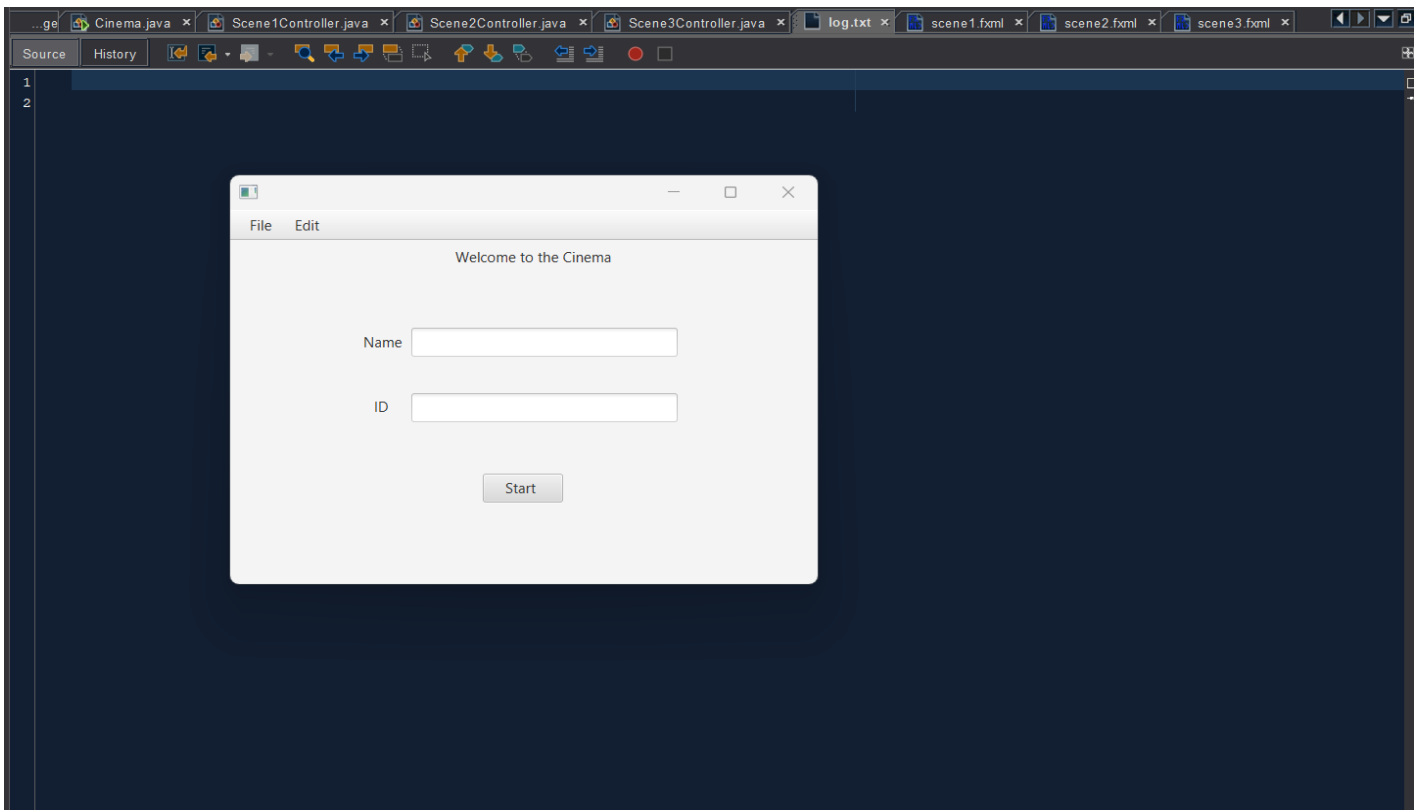 ...ge Cinema.java Scene1Controller.java Scene2Controller.java Scene3Controller.java log.txt scene1.fxml scene2.fxml scene3.fxml
Source History
1
2
File Edit
Welcome to the Cinema
Name
ID
Start